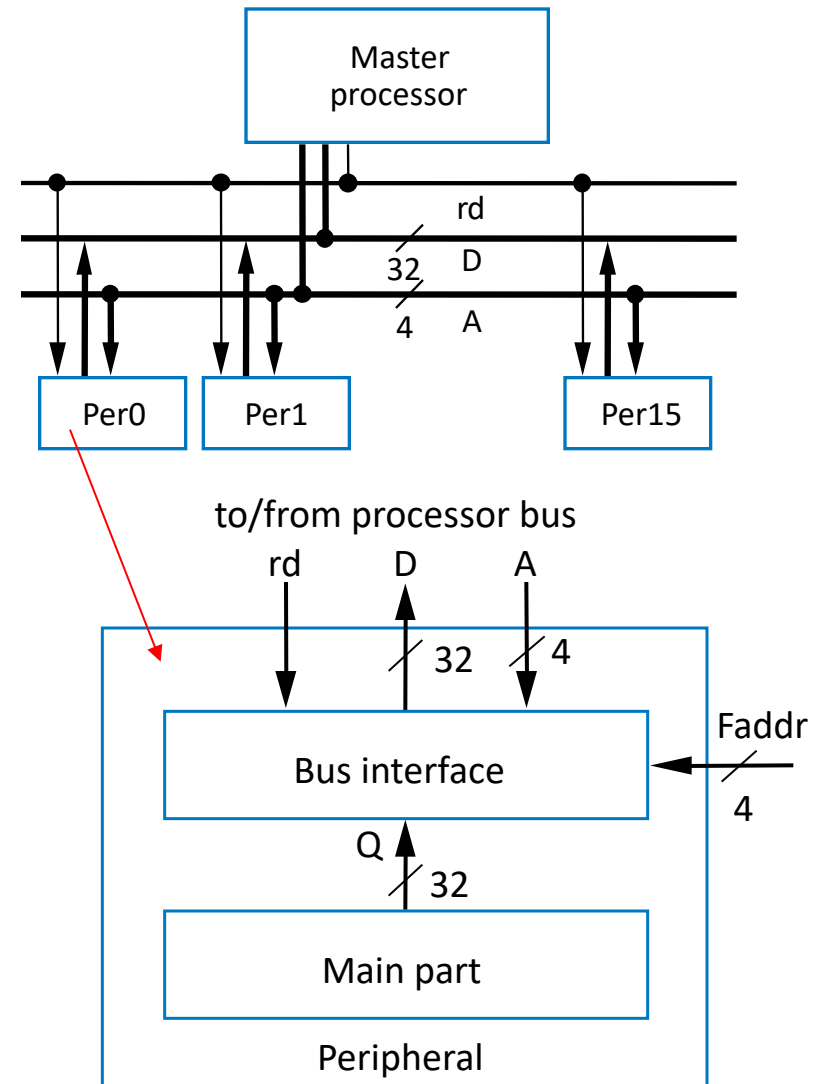 Master
processor
rd
32 D
4 A
Per0 Per1 Per15
to/from processor bus
rd D A
32 4
Faddr
Bus interface
4
Q
32
Main part
Peripheral